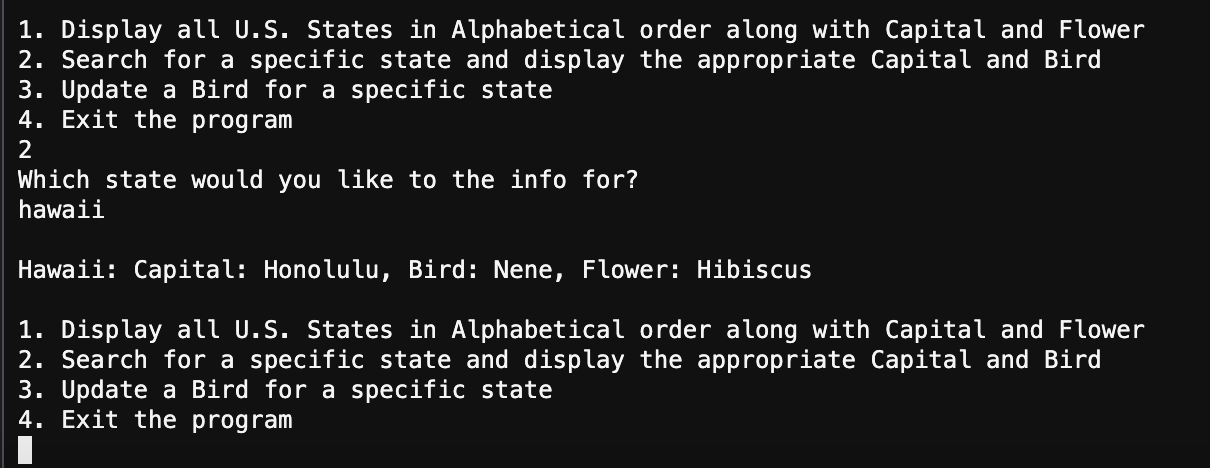 1. Display all U.S. States in Alphabetical order along with Capital and Flower
2. Search for a specific state and display the appropriate Capital and Bird
3. Update a Bird for a specific state
4. Exit the program
2
Which state would you like to the info for?
hawaii
Hawaii: Capital: Honolulu, Bird: Nene, Flower: Hibiscus
1. Display all U.S. States in Alphabetical order along with Capital and Flower
2. Search for a specific state and display the appropriate Capital and Bird
3. Update a Bird for a specific state
4. Exit the program